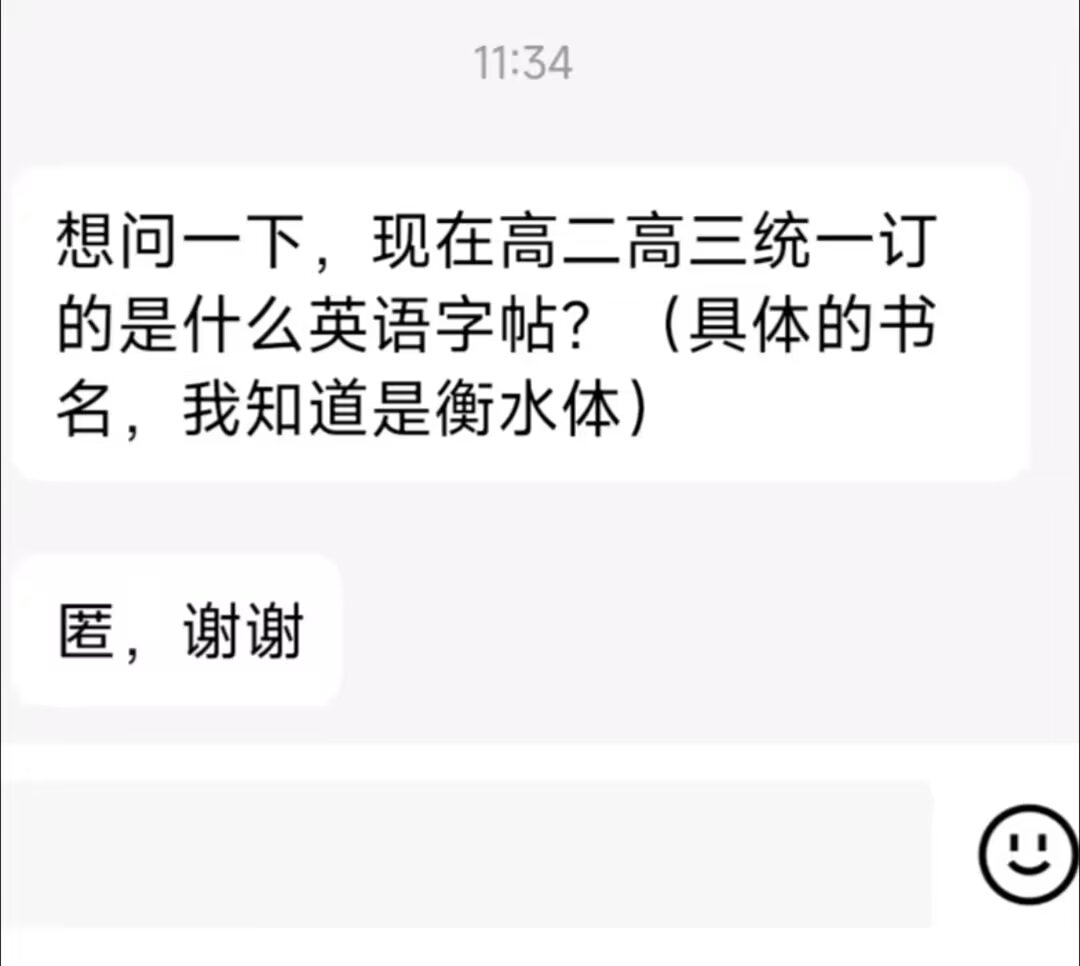 11:34
想问一下，现在高二高三统一订
的是什么英语字帖？（具体的书
名，我知道是衡水体）
匿，谢谢